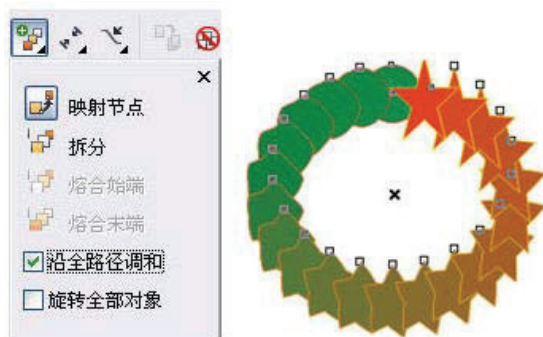 映射节点
拆分
熔合始端
熔合末端
沿全路径调和
旋转全部对象